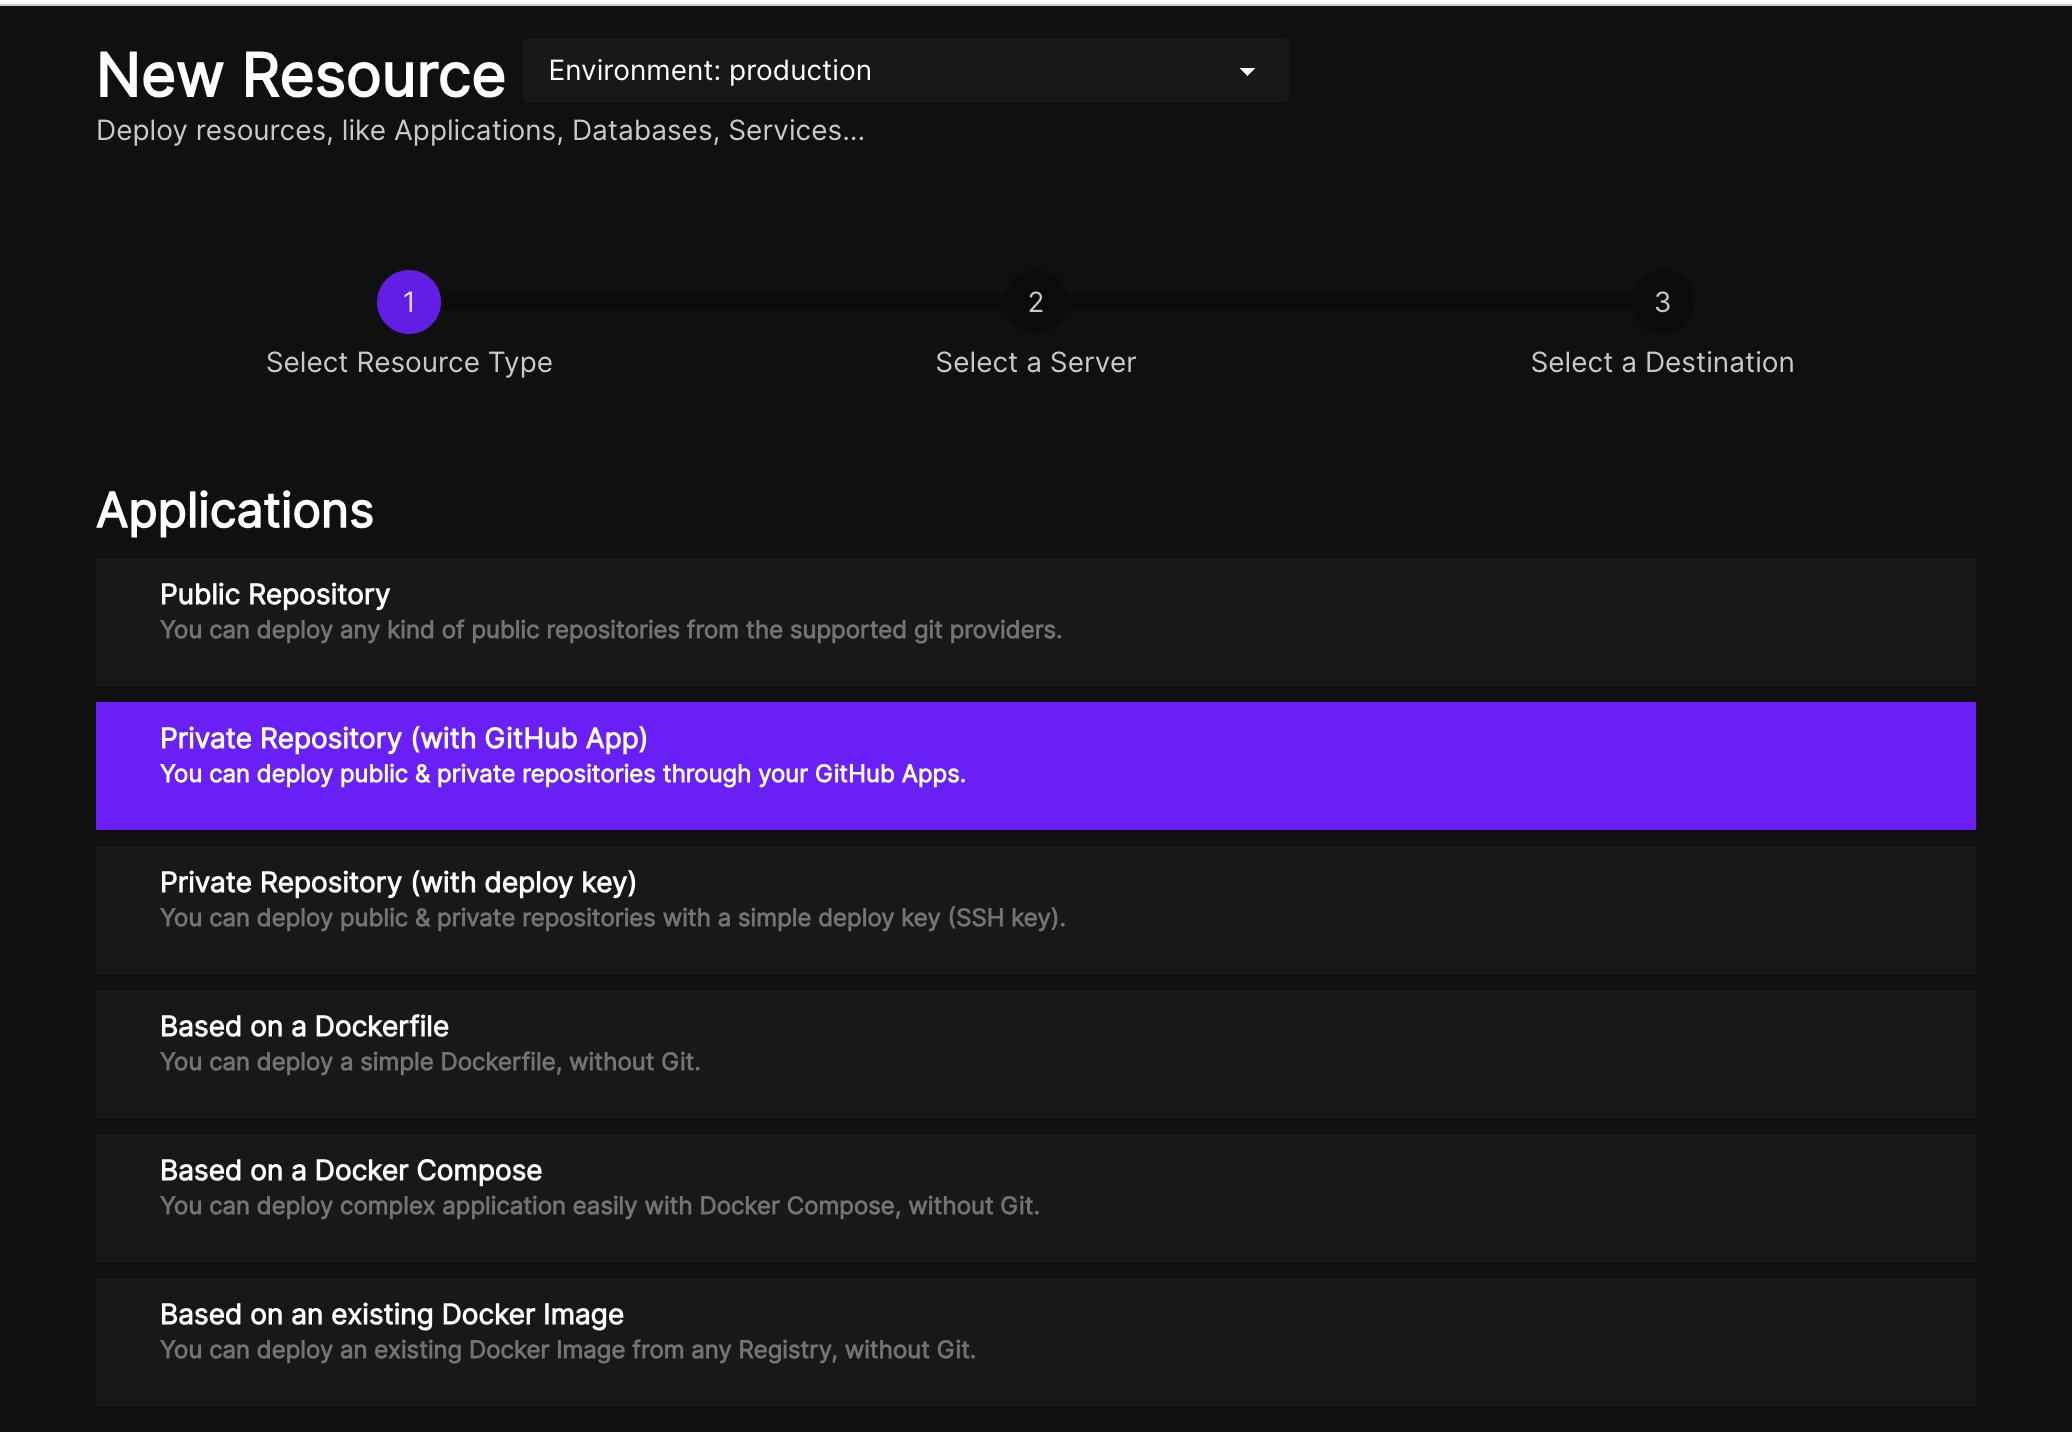 New Resource
Environment: production
Deploy resources, like Applications, Databases, Services...
1
2
3
Select Resource Type
Select a Server
Select a Destination
Applications
Public Repository
You can deploy any kind of public repositories from the supported git providers.
Private Repository (with GitHub App)
You can deploy public & private repositories through your GitHub Apps.
Private Repository (with deploy key)
You can deploy public & private repositories with a simple deploy key (SSH key).
Based on a Dockerfile
You can deploy a simple Dockerfile, without Git.
Based on a Docker Compose
You can deploy complex application easily with Docker Compose, without Git.
Based on an existing Docker Image
You can deploy an existing Docker Image from any Registry, without Git.